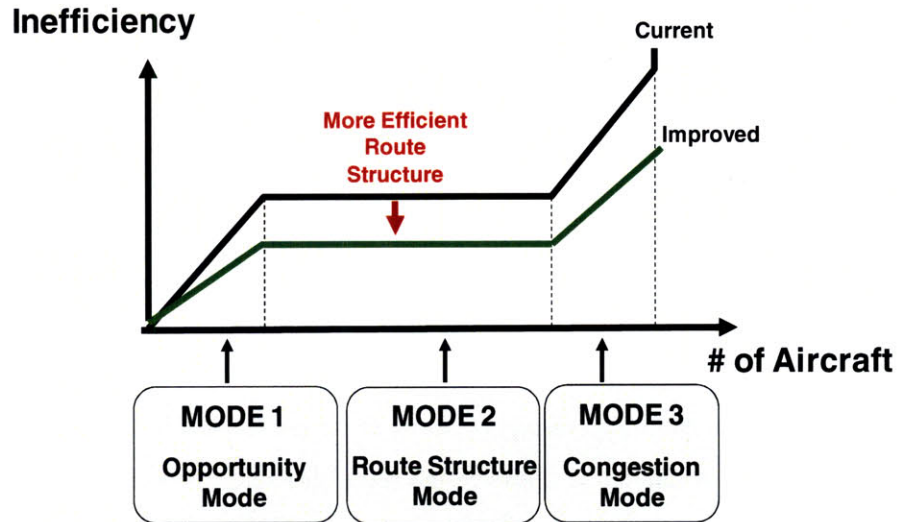 Inefficiency
Current
More Efficient
Route
Structure
Improved
# of Aircraft
MODE 1
Opportunity
Mode
MODE 2
Route Structure
Mode
MODE 3
Congestion
Mode